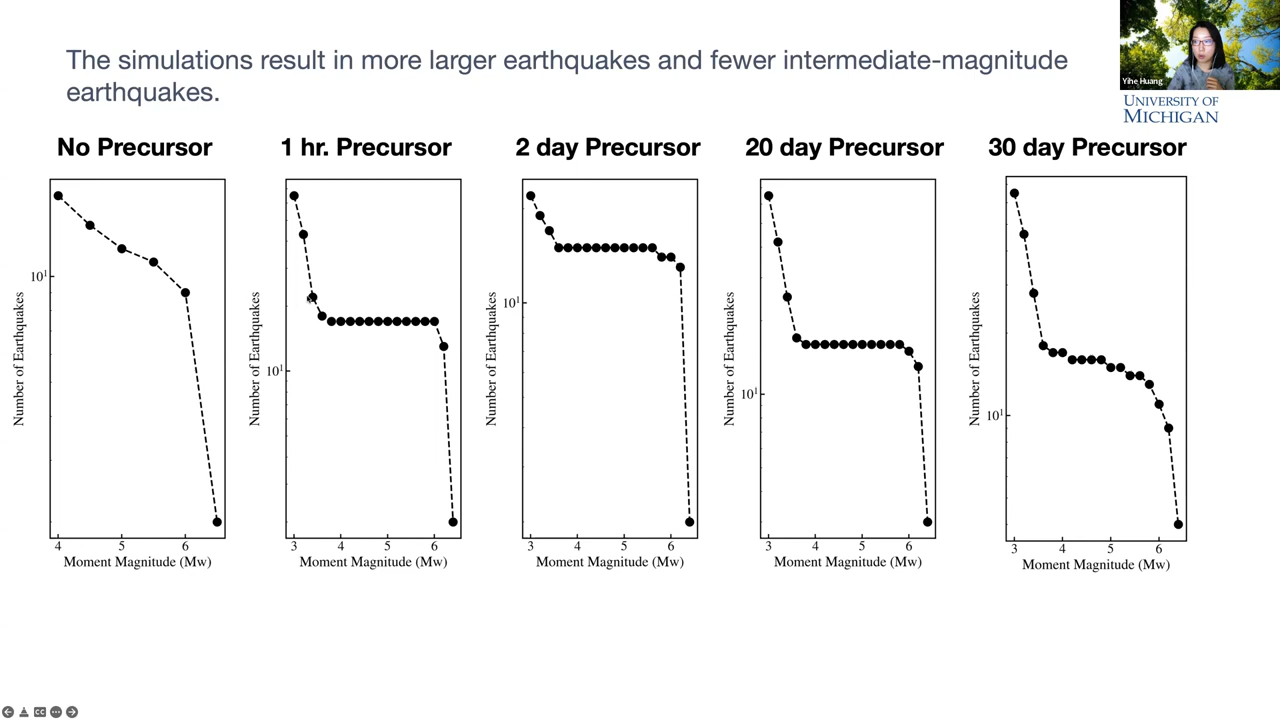 The simulations result in more larger earthquakes and fewer intermediate-magnitude
earthquakes.
Yihe Huang
UNIVERSITY OF
MICHIGAN
No Precursor
1 hr. Precursor
2 day Precursor
20 day Precursor
30 day Precursor
Number of Earthquakes
10¹
4 5 6
Moment Magnitude (Mw)
Number of Earthquakes
10¹
3 4 5 6
Moment Magnitude (Mw)
Number of Earthquakes
10¹
3 4 5 6
Moment Magnitude (Mw)
Number of Earthquakes
10¹
3 4 5 6
Moment Magnitude (Mw)
Number of Earthquakes
10¹
3 4 5 6
Moment Magnitude (Mw)
CC